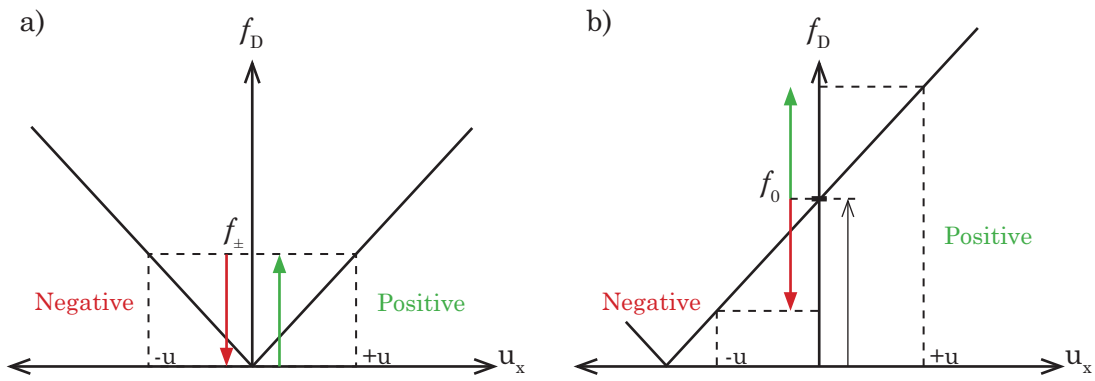 a)
f_D
f_±
Negative
Positive
-u
+u
u_x
b)
f_D
f_0
Positive
Negative
-u
+u
u_x